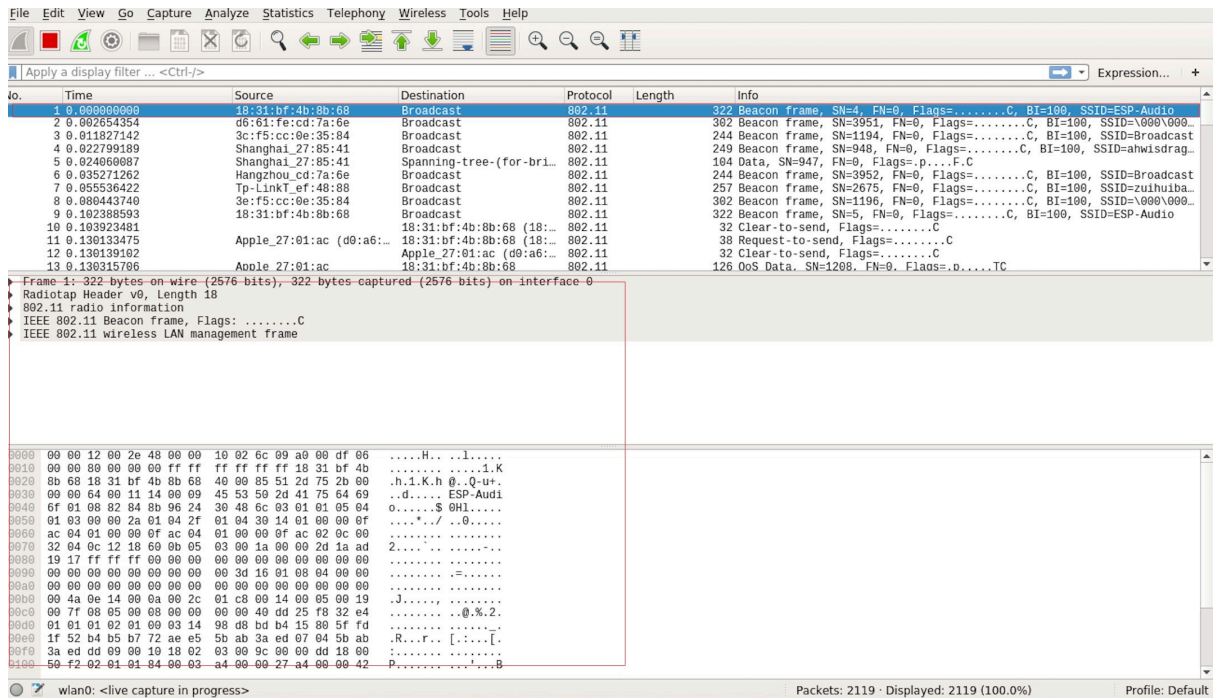 File Edit View Go Capture Analyze Statistics Telephony Wireless Tools Help
Apply a display filter ... <Ctrl-/>
Expression... +
No. Time Source Destination Protocol Length Info
1 0.000000000 18:31:bf:4b:8b:68 Broadcast 802.11 322 Beacon frame, SN=4, FN=0, Flags=........C, BI=100, SSID=ESP-Audio
2 0.002654354 d6:61:fe:cd:7a:6e Broadcast 802.11 302 Beacon frame, SN=3951, FN=0, Flags=........C, BI=100, SSID=\000\000…
3 0.011827142 3c:f5:cc:0e:35:84 Broadcast 802.11 244 Beacon frame, SN=1194, FN=0, Flags=........C, BI=100, SSID=Broadcast
4 0.022799189 Shanghai_27:85:41 Broadcast 802.11 249 Beacon frame, SN=948, FN=0, Flags=........C, BI=100, SSID=ahwisdrag…
5 0.024060087 Shanghai_27:85:41 Spanning-tree-(for-bri… 802.11 104 Data, SN=947, FN=0, Flags=.p....F.C
6 0.035271262 Hangzhou_cd:7a:6e Broadcast 802.11 244 Beacon frame, SN=3952, FN=0, Flags=........C, BI=100, SSID=Broadcast
7 0.055536422 Tp-LinkT_ef:48:88 Broadcast 802.11 257 Beacon frame, SN=2675, FN=0, Flags=........C, BI=100, SSID=zuihuiba…
8 0.080443740 3e:f5:cc:0e:35:84 Broadcast 802.11 302 Beacon frame, SN=1196, FN=0, Flags=........C, BI=100, SSID=\000\000…
9 0.102388593 18:31:bf:4b:8b:68 Broadcast 802.11 322 Beacon frame, SN=5, FN=0, Flags=........C, BI=100, SSID=ESP-Audio
10 0.103923481 18:31:bf:4b:8b:68 (18:… 802.11 32 Clear-to-send, Flags=........C
11 0.130133475 Apple_27:01:ac (d0:a6:… 18:31:bf:4b:8b:68 (18:… 802.11 38 Request-to-send, Flags=........C
12 0.130139102 Apple_27:01:ac (d0:a6:… 802.11 32 Clear-to-send, Flags=........C
13 0.130315706 Apple_27:01:ac 18:31:bf:4b:8b:68 802.11 126 QoS Data, SN=1208, FN=0, Flags=.p.....TC
Frame 1: 322 bytes on wire (2576 bits), 322 bytes captured (2576 bits) on interface 0
Radiotap Header v0, Length 18
802.11 radio information
IEEE 802.11 Beacon frame, Flags: ........C
IEEE 802.11 wireless LAN management frame
0000 00 00 12 00 2e 48 00 00 10 02 6c 09 a0 00 df 06 .....H.. ..l.....
0010 00 00 80 00 00 00 ff ff ff ff ff ff 18 31 bf 4b ........ .....1.K
0020 8b 68 18 31 bf 4b 8b 68 40 00 85 51 2d 75 2b 00 .h.1.K.h @..Q-u+.
0030 00 00 64 00 11 14 00 09 45 53 50 2d 41 75 64 69 ..d..... ESP-Audi
0040 6f 01 08 82 84 8b 96 24 30 48 6c 03 01 01 05 04 o......$ 0Hl.....
0050 01 03 00 00 2a 01 04 2f 01 04 30 14 01 00 00 0f ....*../ ..0.....
0060 ac 04 01 00 00 0f ac 04 01 00 00 0f ac 02 0c 00 ........ ........
0070 32 04 0c 12 18 60 0b 05 03 00 1a 00 00 2d 1a ad 2....`.. .....-..
0080 19 17 ff ff ff 00 00 00 00 00 00 00 00 00 00 00 ........ ........
0090 00 00 00 00 00 00 00 00 00 3d 16 01 08 04 00 00 ........ .=......
00a0 00 00 00 00 00 00 00 00 00 00 00 00 00 00 00 00 ........ ........
00b0 00 4a 0e 14 00 0a 00 2c 01 c8 00 14 00 05 00 19 .J....., ........
00c0 00 7f 08 05 00 08 00 00 00 00 40 dd 25 f8 32 e4 ........ ..@.%.2.
00d0 01 01 01 02 01 00 03 14 98 d8 bd b4 15 80 5f fd ........ ......_.
00e0 1f 52 b4 b5 b7 72 ae e5 5b ab 3a ed 07 04 5b ab .R...r.. [.:...[.
00f0 3a ed dd 09 00 10 18 02 03 00 9c 00 00 dd 18 00 :....... ........
0100 50 f2 02 01 01 84 00 03 a4 00 00 27 a4 00 00 42 P....... ...'...B
wlan0: <live capture in progress>
Packets: 2119 · Displayed: 2119 (100.0%)
Profile: Default